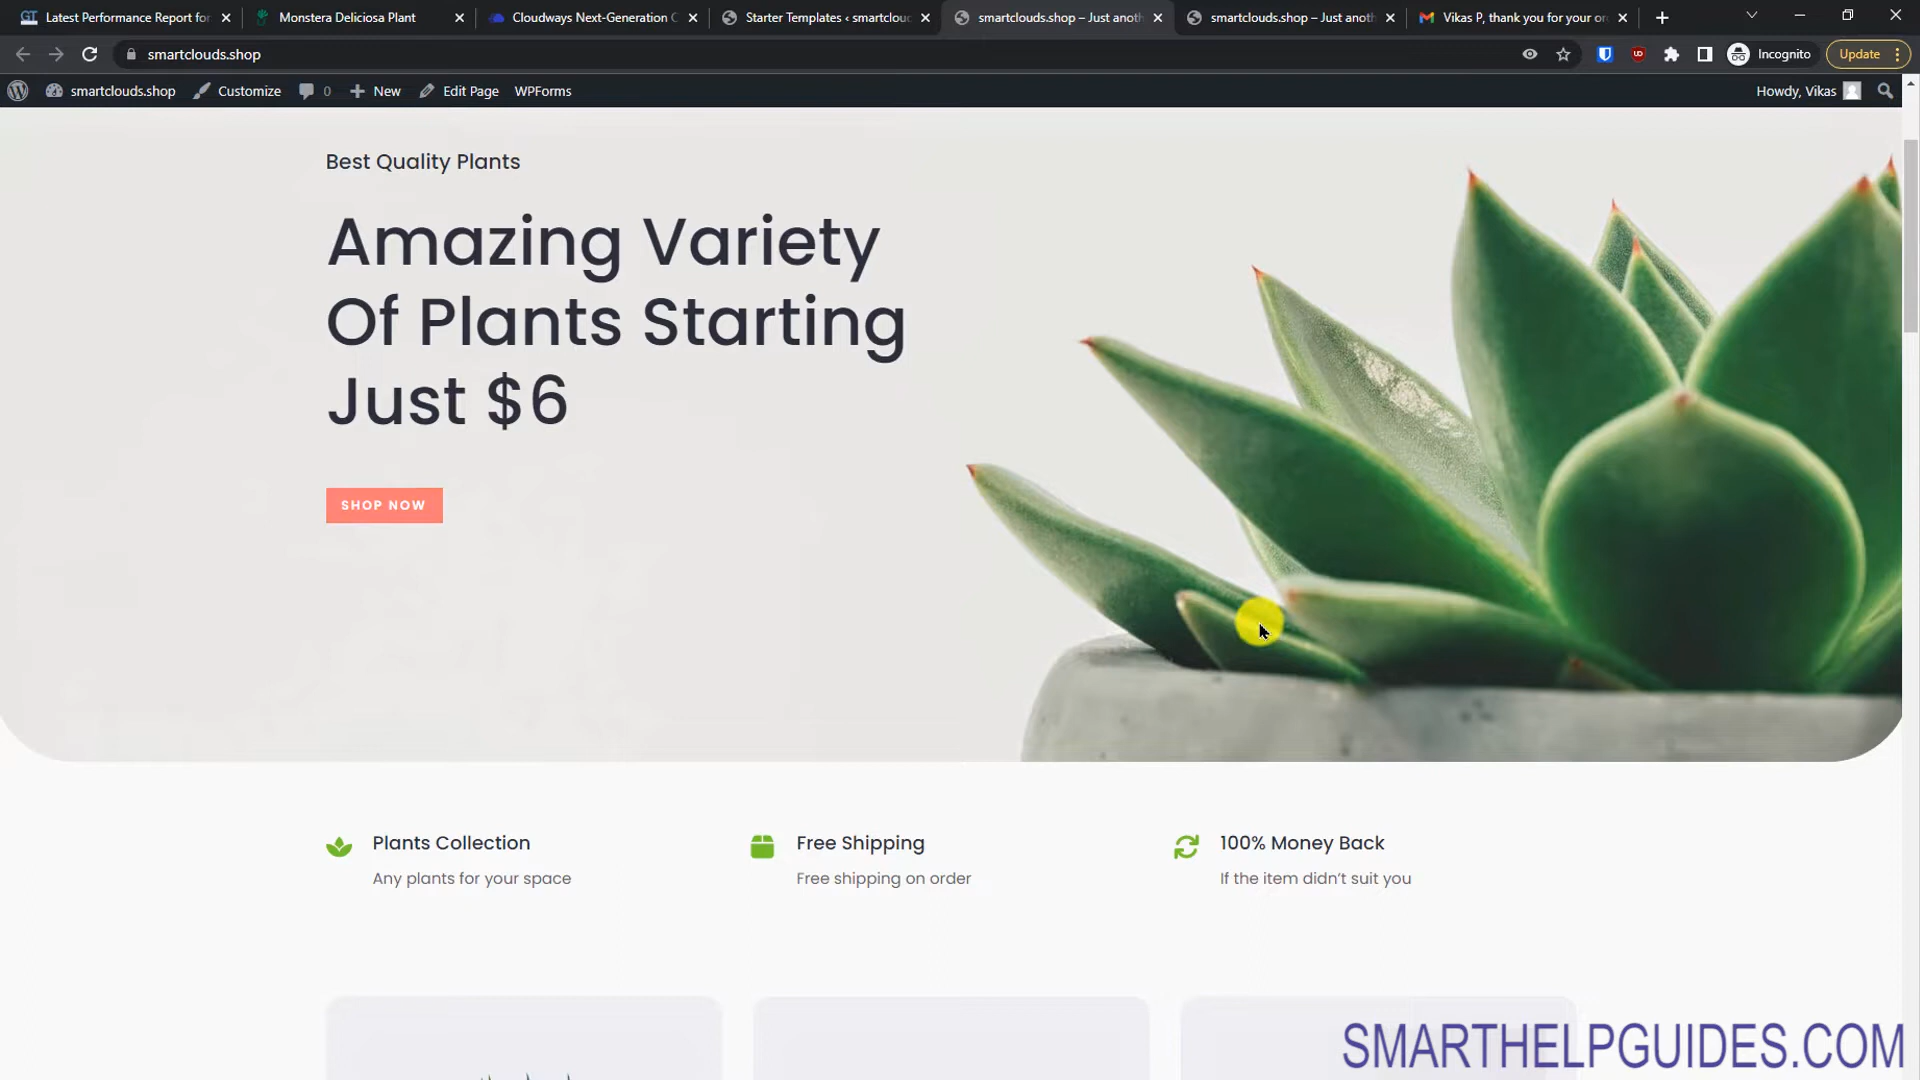 Latest Performance Report for
Monstera Deliciosa Plant
Cloudways Next-Generation C
Starter Templates ‹ smartclouc
smartclouds.shop – Just anoth
smartclouds.shop – Just anoth
Vikas P, thank you for your or
smartclouds.shop
Incognito
Update
smartclouds.shop
Customize
0
New
Edit Page
WPForms
Howdy, Vikas
Best Quality Plants
Amazing Variety
Of Plants Starting
Just $6
SHOP NOW
Plants Collection
Any plants for your space
Free Shipping
Free shipping on order
100% Money Back
If the item didn't suit you
SMARTHELPGUIDES.COM